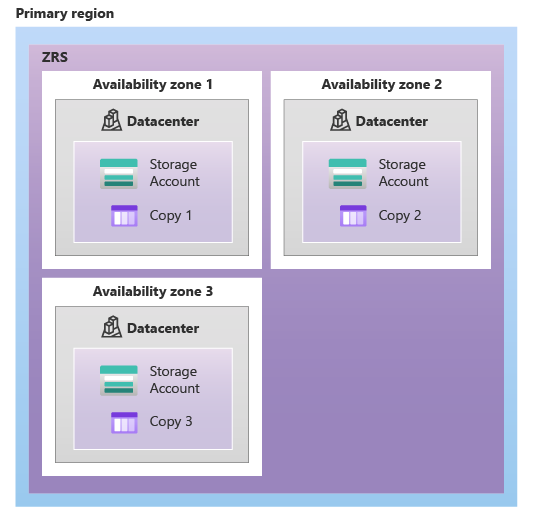 Primary region
ZRS
Availability zone 1
Datacenter
Storage
Account
Copy 1
Availability zone 2
Datacenter
Storage
Account
Copy 2
Availability zone 3
Datacenter
Storage
Account
Copy 3